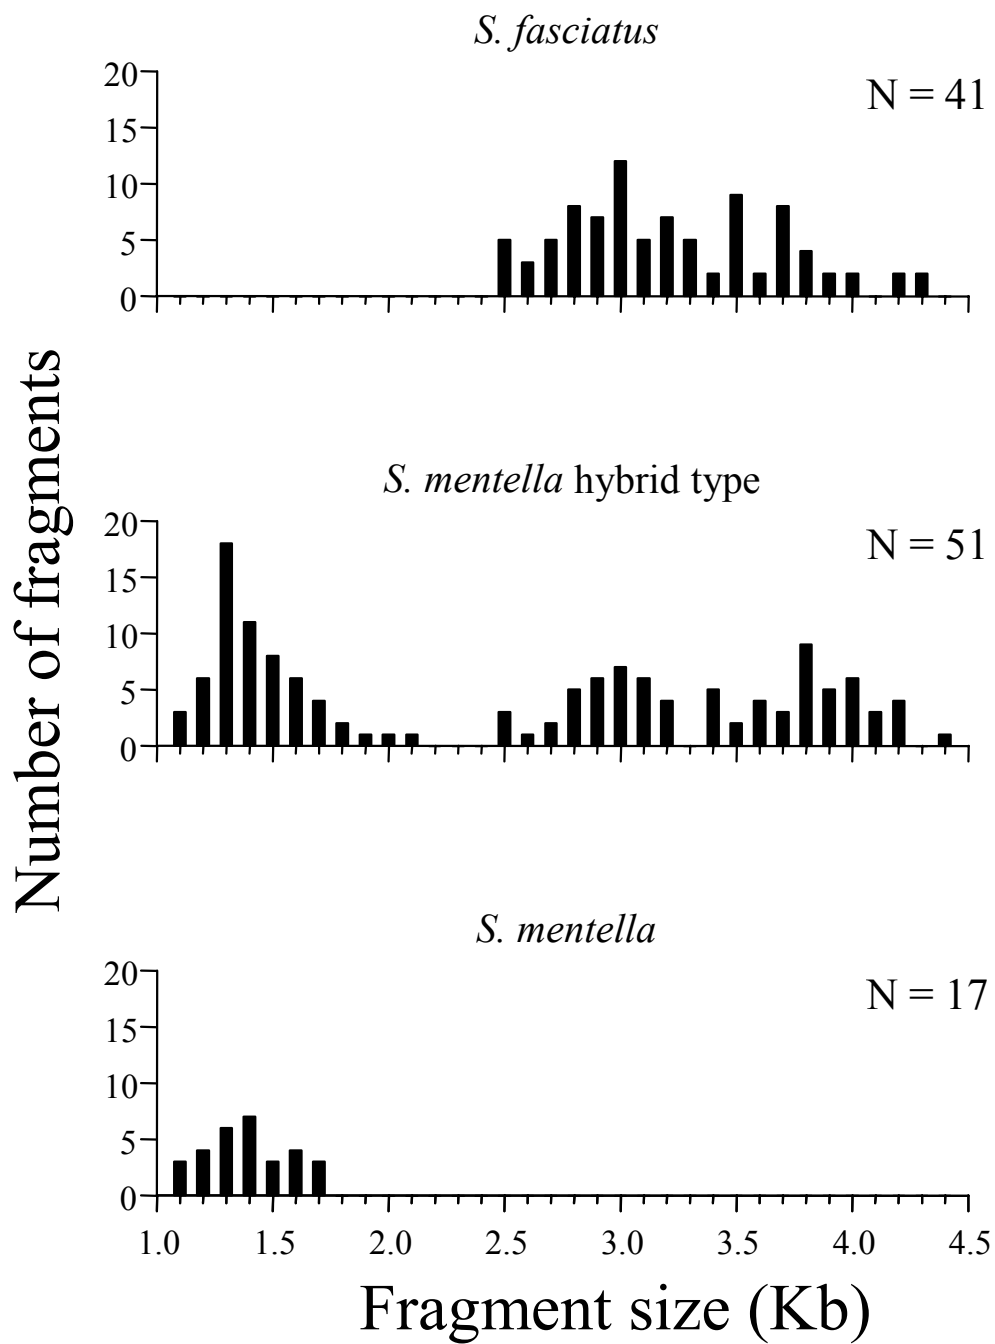 S. fasciatus
N = 41
20
15
10
5
0
Number of fragments
S. mentella hybrid type
N = 51
20
15
10
5
0
S. mentella
N = 17
20
15
10
5
0
1.0 1.5 2.0 2.5 3.0 3.5 4.0 4.5
Fragment size (Kb)